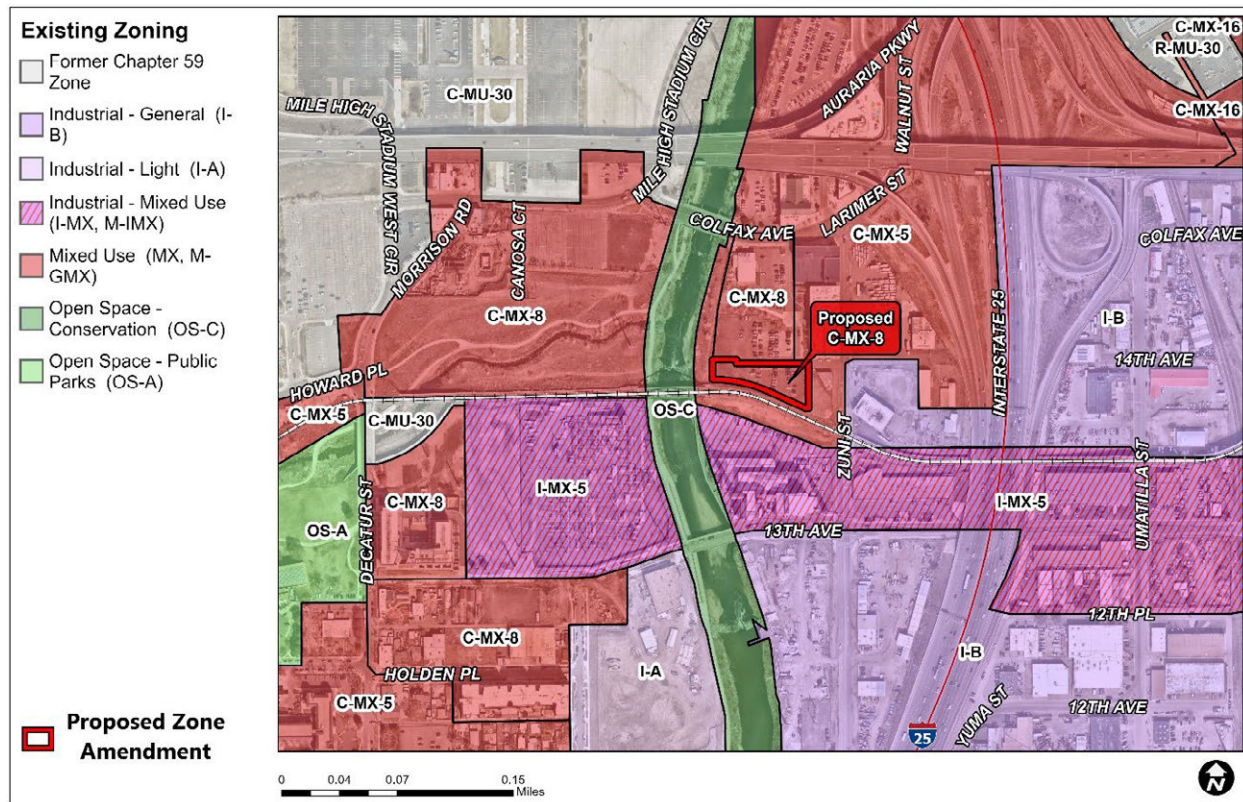 Existing Zoning
Former Chapter 59
Zone
Industrial - General (I-
B)
Industrial - Light (I-A)
Industrial - Mixed Use
(I-MX, M-IMX)
Mixed Use (MX, M-
GMX)
Open Space -
Conservation (OS-C)
Open Space - Public
Parks (OS-A)
Proposed Zone
Amendment
C-MX-16
R-MU-30
C-MX-16
C-MU-30
MILE HIGH STADIUM CIR
AURARIA PKWY
WALNUT ST
MILE HIGH STADIUM WEST CIR
MILE HIGH STADIUM CIR
MORRISON RD
CANOSA CT
COLFAX AVE
LARIMER ST
C-MX-5
COLFAX AVE
C-MX-8
C-MX-8
Proposed
C-MX-8
INTERSTATE 25
I-B
14TH AVE
HOWARD PL
C-MX-5
C-MU-30
OS-C
ZUNI ST
UMATILLA ST
C-MX-8
I-MX-5
I-MX-5
OS-A
DECATUR ST
13TH AVE
12TH PL
C-MX-8
HOLDEN PL
I-A
I-B
C-MX-5
YUMA ST
12TH AVE
25
0 0.04 0.07 0.15
Miles
N